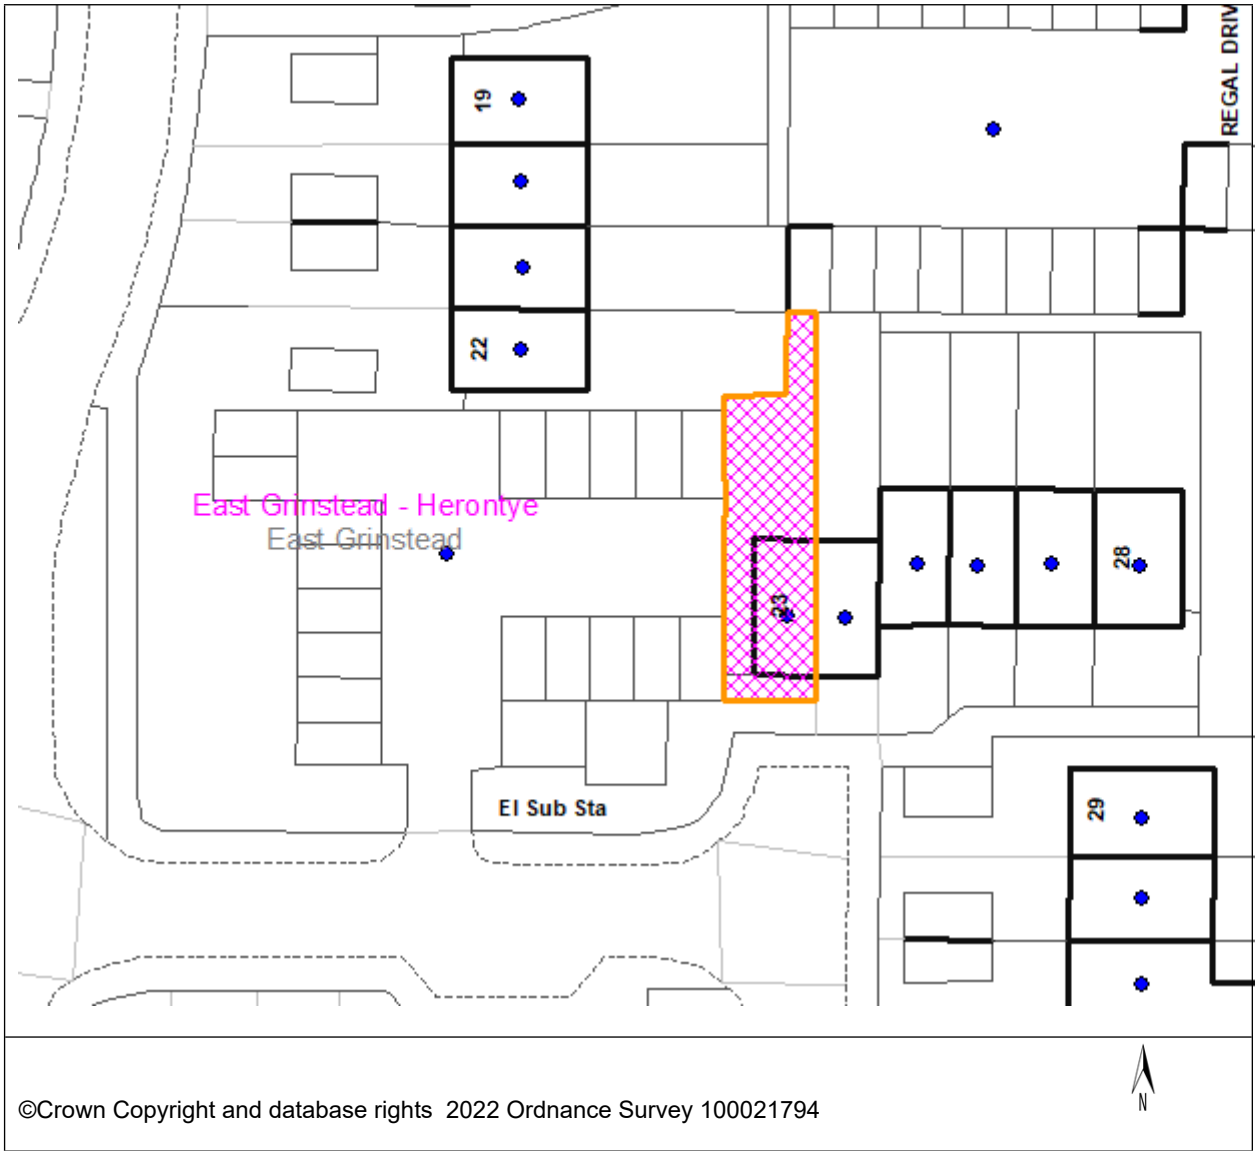 REGAL DRIV
19
22
East Grinstead - Herontye
East Grinstead
28
23
El Sub Sta
29
N
©Crown Copyright and database rights 2022 Ordnance Survey 100021794